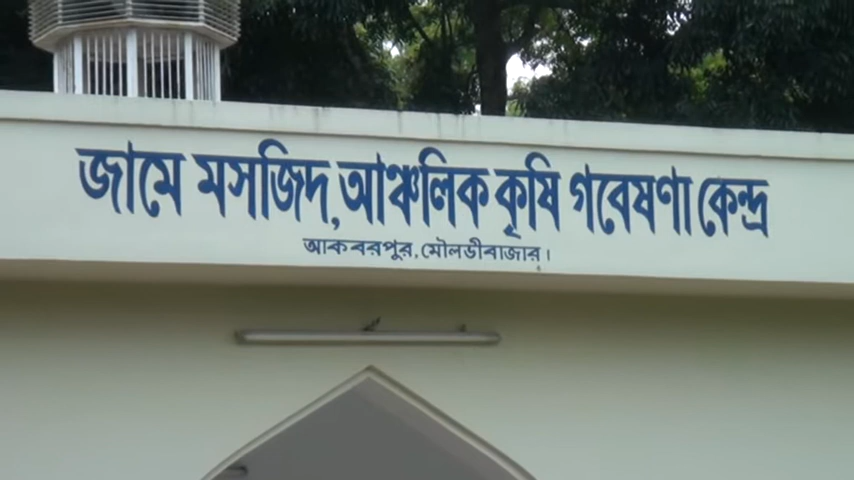 জামে মসজিদ, আঞ্চলিক কৃষি গবেষণা কেন্দ্র
আকবরপুর, মৌলভীবাজার।